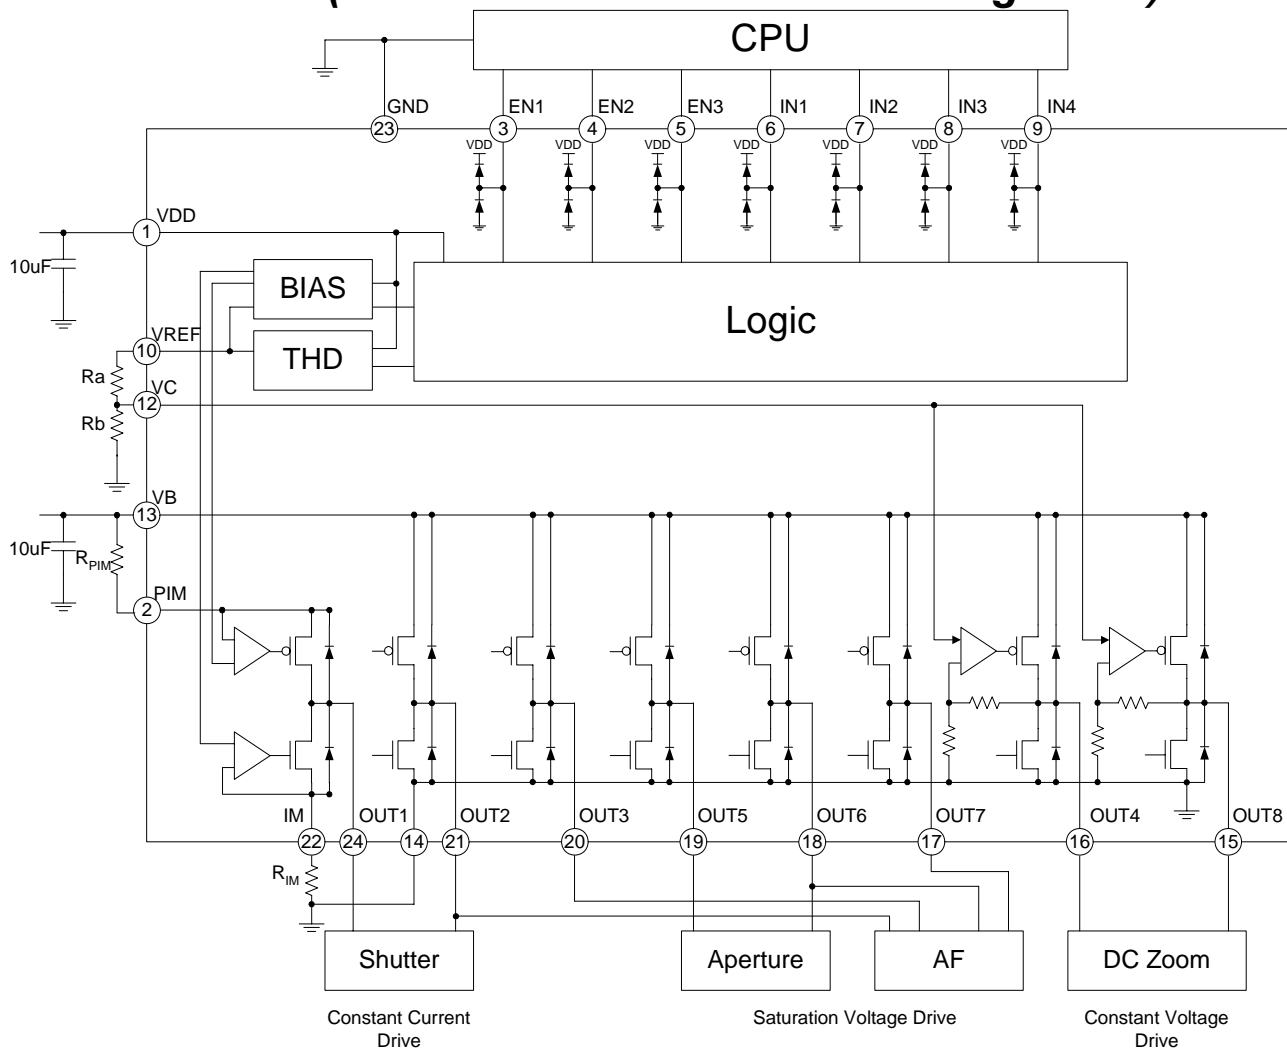 CPU
GND
EN1
EN2
EN3
IN1
IN2
IN3
IN4
23
3
4
5
6
7
8
9
VDD
VDD
VDD
VDD
VDD
VDD
VDD
VDD
1
10uF
BIAS
Logic
VREF
10
THD
Ra
VC
12
Rb
VB
13
10uF
RPIM
PIM
2
IM
OUT1
OUT2
OUT3
OUT5
OUT6
OUT7
OUT4
OUT8
22
24
14
21
20
19
18
17
16
15
RIM
Shutter
Aperture
AF
DC Zoom
Constant Current
Drive
Saturation Voltage Drive
Constant Voltage
Drive